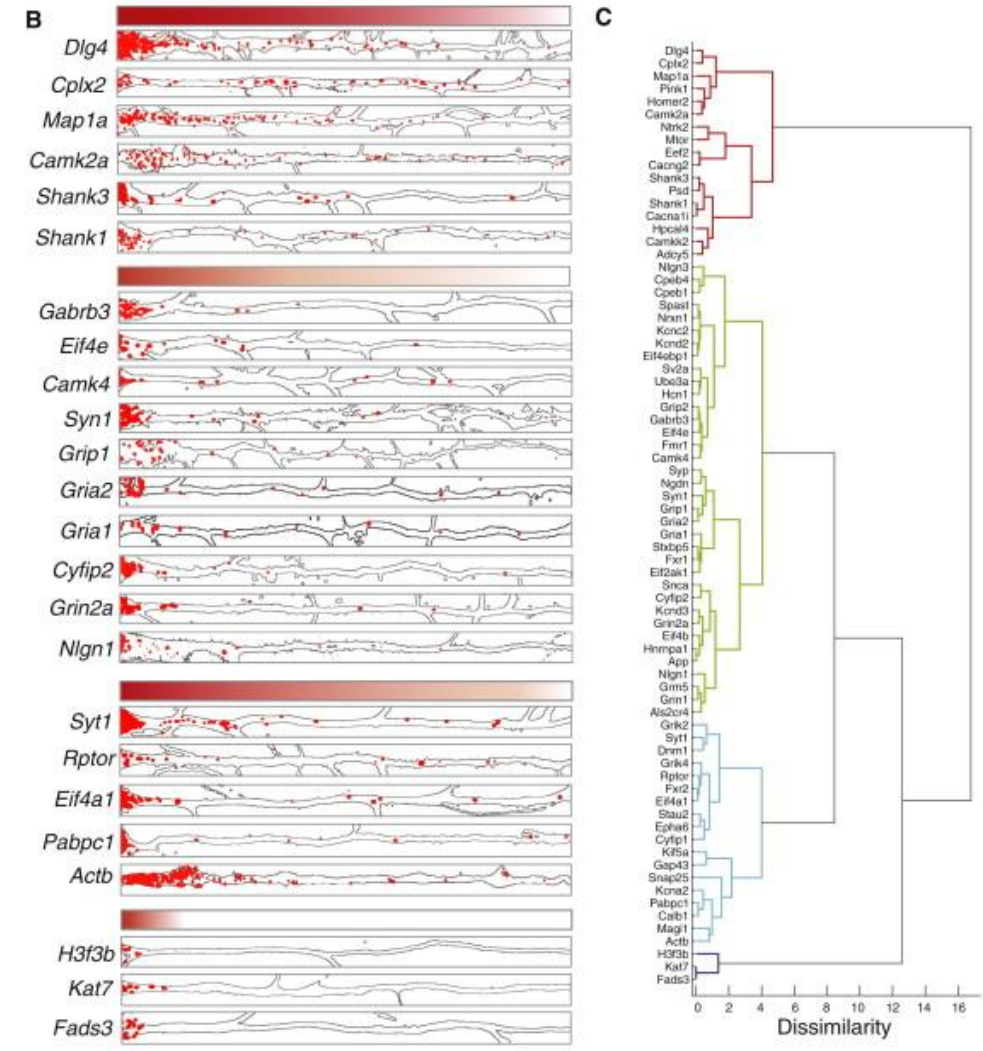 B
Dlg4
Cplx2
Map1a
Camk2a
Shank3
Shank1
Gabrb3
Eif4e
Camk4
Syn1
Grip1
Gria2
Gria1
Cyfip2
Grin2a
Nlgn1
Syt1
Rptor
Eif4a1
Pabpc1
Actb
H3f3b
Kat7
Fads3
C
Dlg4
Cplx2
Map1a
Pink1
Homer2
Camk2a
Ntrk2
Mtor
Eef2
Cacng2
Shank3
Psd
Shank1
Cacna1i
Hpcal4
Camkk2
Adcy5
Nlgn3
Cpeb4
Cpeb1
Spast
Nrxn1
Kcnc2
Kcnd2
Eif4ebp1
Sv2a
Ube3a
Hcn1
Grip2
Gabrb3
Eif4e
Fmr1
Camk4
Syp
Ngdn
Syn1
Grip1
Gria2
Gria1
Stxbp5
Fxr1
Eif2ak1
Snca
Cyfip2
Kcnd3
Grin2a
Eif4b
Hnrnpa1
App
Nlgn1
Grm5
Grin1
Als2cr4
Grik2
Syt1
Dnm1
Grik4
Rptor
Fxr2
Eif4a1
Stau2
Epha6
Cyfip1
Kif5a
Gap43
Snap25
Kcna2
Pabpc1
Calb1
Magi1
Actb
H3f3b
Kat7
Fads3
0 2 4 6 8 10 12 14 16
Dissimilarity